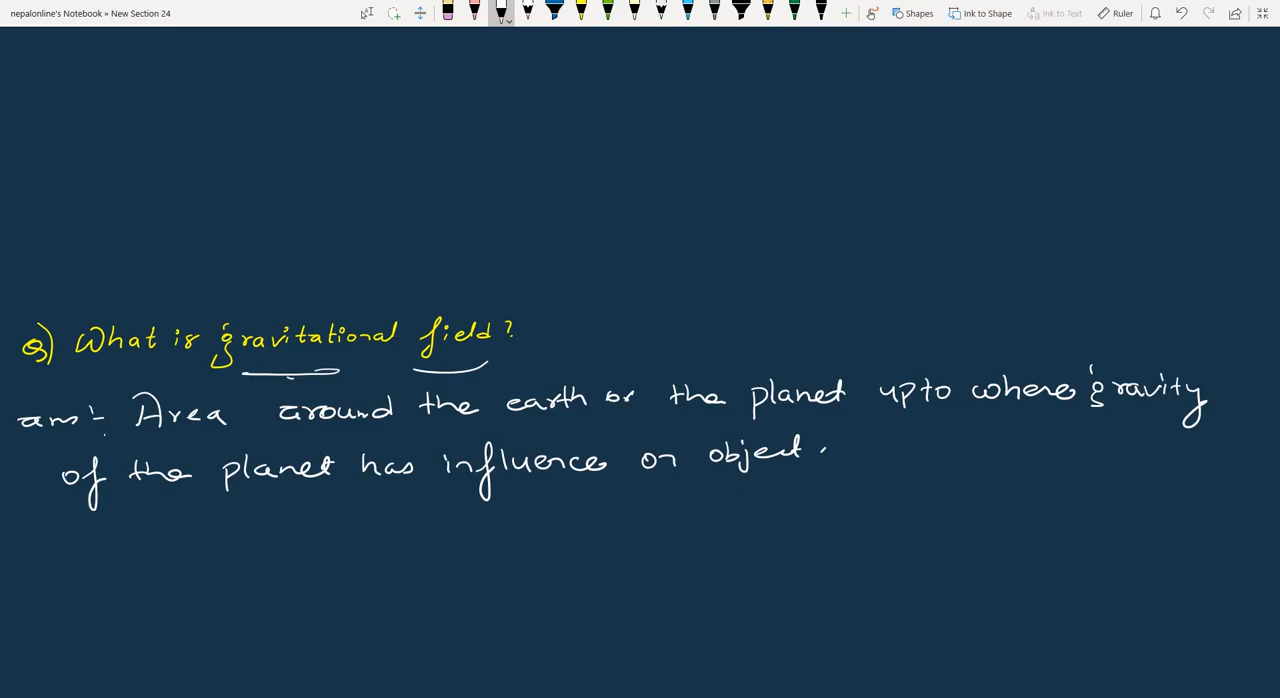 nepalonline's Notebook » New Section 24
Shapes Ink to Shape Ink to Text Ruler
Q) What is gravitational field?
ans:- Area around the earth or the planet upto where gravity
of the planet has influence on object.